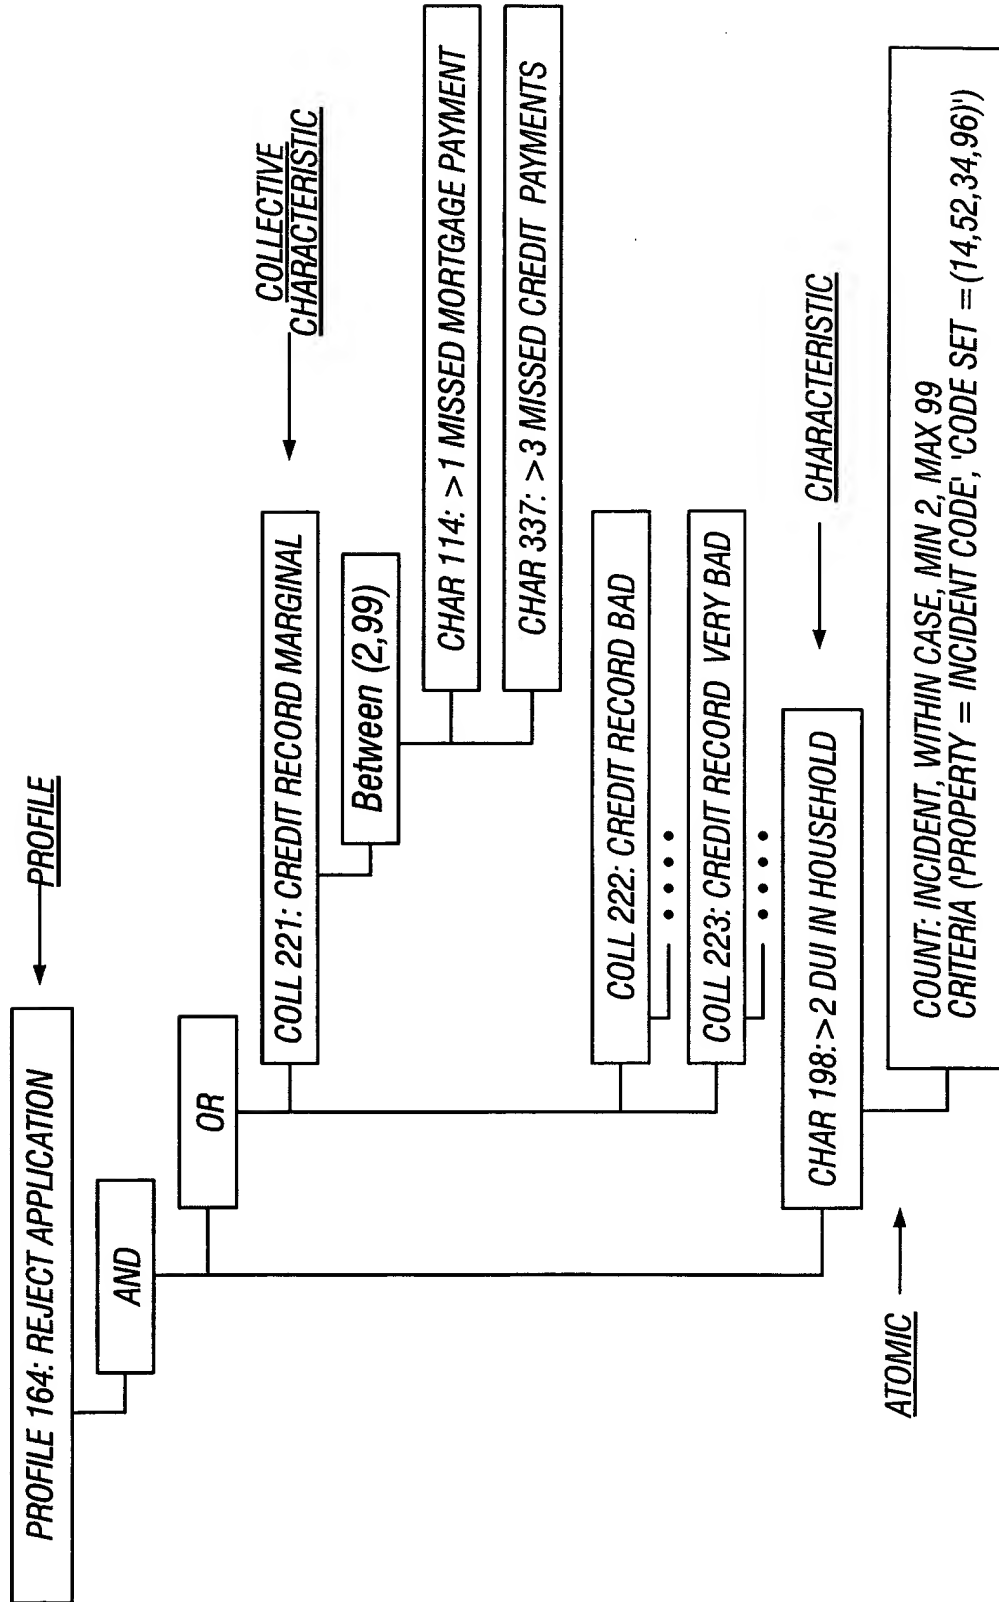 PROFILE 164: REJECT APPLICATION
PROFILE
AND
OR
COLL 221: CREDIT RECORD MARGINAL
COLLECTIVE
CHARACTERISTIC
Between (2,99)
CHAR 114: >1 MISSED MORTGAGE PAYMENT
CHAR 337: >3 MISSED CREDIT PAYMENTS
COLL 222: CREDIT RECORD BAD
COLL 223: CREDIT RECORD VERY BAD
CHAR 198:>2 DUI IN HOUSEHOLD
CHARACTERISTIC
ATOMIC
COUNT: INCIDENT, WITHIN CASE, MIN 2, MAX 99
CRITERIA ('PROPERTY = INCIDENT CODE', 'CODE SET = (14,52,34,96)')